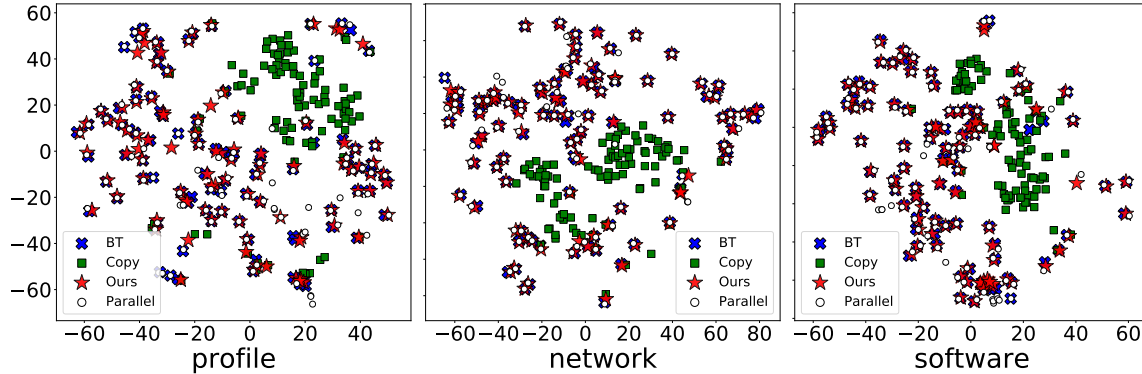 60
40
20
0
−20
−40
−60
BT
Copy
Ours
Parallel
−60 −40 −20 0 20 40
profile
BT
Copy
Ours
Parallel
−60 −40 −20 0 20 40 60 80
network
BT
Copy
Ours
Parallel
−60 −40 −20 0 20 40 60
software